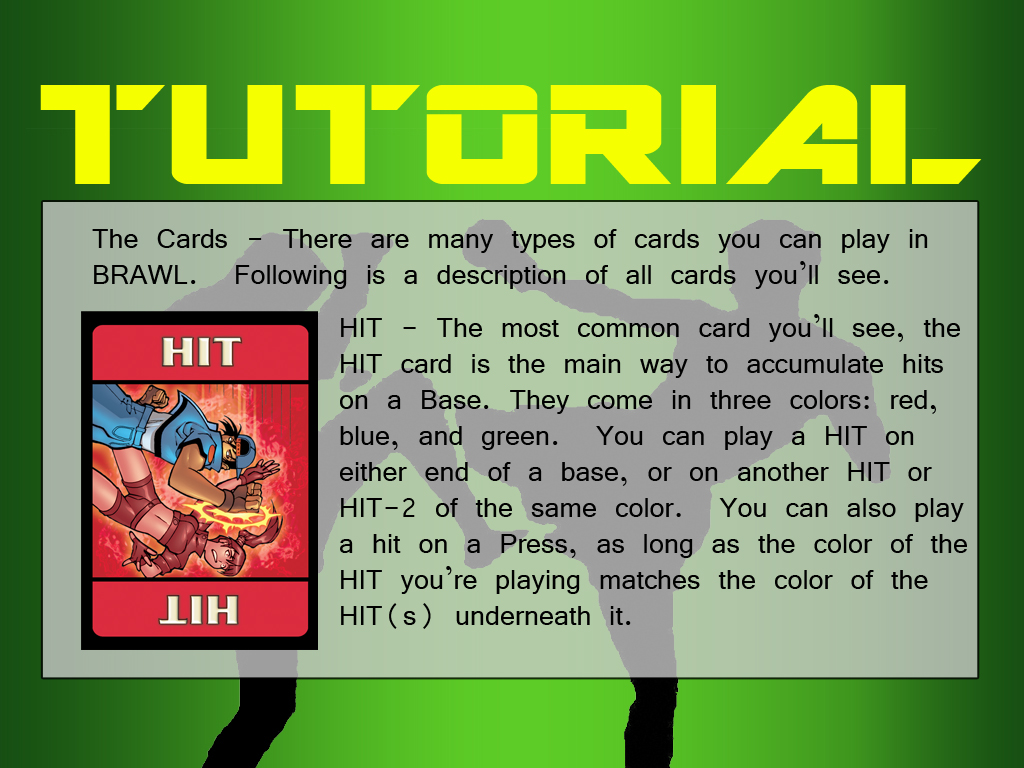 TUTORIAL
The Cards - There are many types of cards you can play in
BRAWL.  Following is a description of all cards you'll see.
HIT
HIT - The most common card you'll see, the
HIT card is the main way to accumulate hits
on a Base. They come in three colors: red,
blue, and green.  You can play a HIT on
either end of a base, or on another HIT or
HIT-2 of the same color.  You can also play
a hit on a Press, as long as the color of the
HIT you're playing matches the color of the
HIT(s) underneath it.
HIT